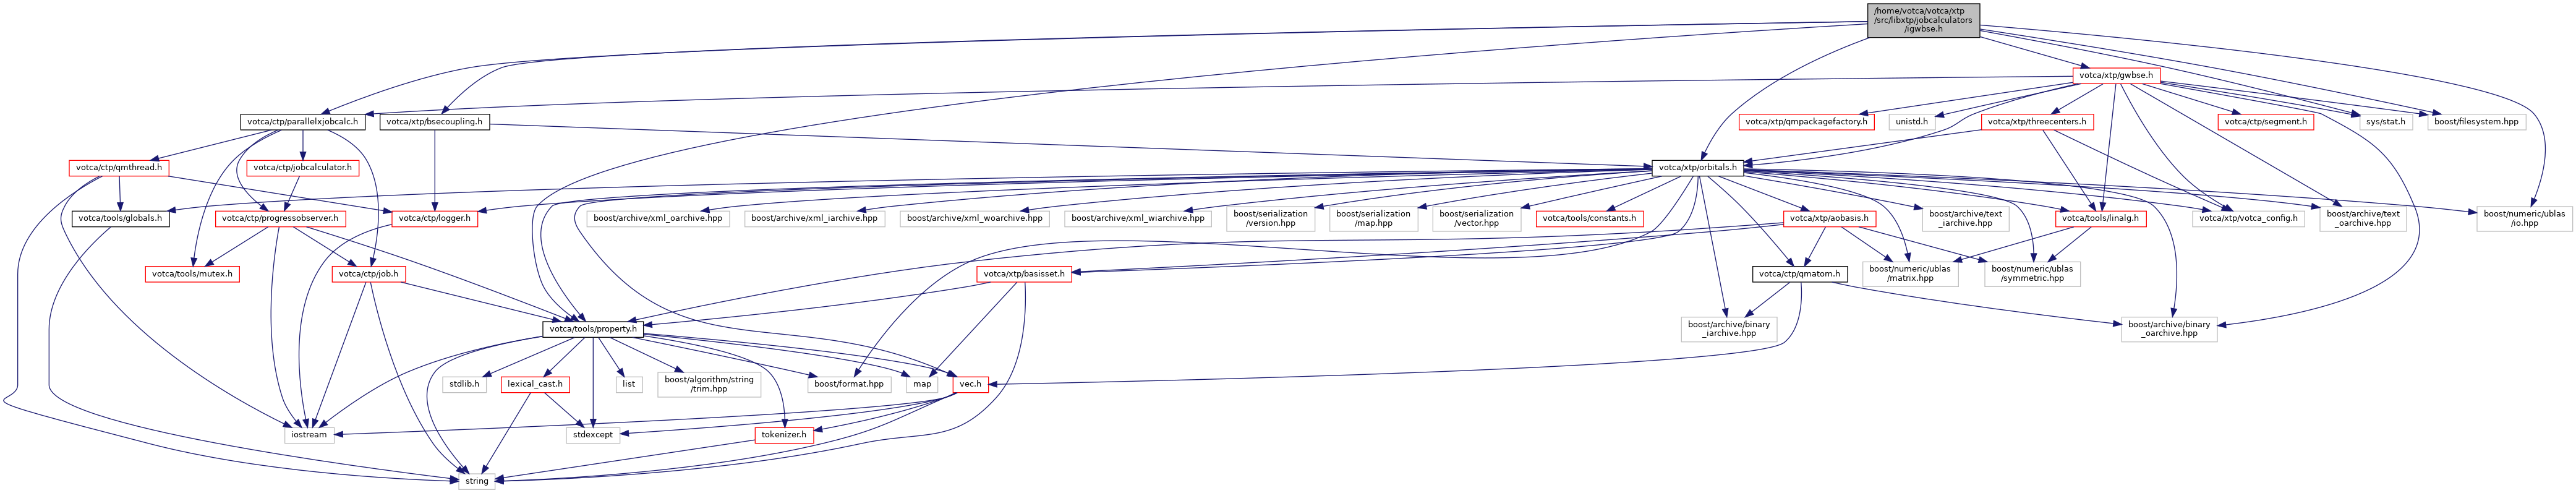 /home/votca/votca/xtp
/src/libxtp/jobcalculators
/igwbse.h
votca/xtp/gwbse.h
votca/ctp/parallelxjobcalc.h
votca/xtp/bsecoupling.h
votca/xtp/qmpackagefactory.h
unistd.h
votca/xtp/threecenters.h
votca/ctp/segment.h
sys/stat.h
boost/filesystem.hpp
votca/ctp/qmthread.h
votca/ctp/jobcalculator.h
votca/xtp/orbitals.h
votca/tools/globals.h
votca/ctp/progressobserver.h
votca/ctp/logger.h
boost/archive/xml_oarchive.hpp
boost/archive/xml_iarchive.hpp
boost/archive/xml_woarchive.hpp
boost/archive/xml_wiarchive.hpp
boost/serialization
/version.hpp
boost/serialization
/map.hpp
boost/serialization
/vector.hpp
votca/tools/constants.h
votca/xtp/aobasis.h
boost/archive/text
_iarchive.hpp
votca/tools/linalg.h
votca/xtp/votca_config.h
boost/archive/text
_oarchive.hpp
boost/numeric/ublas
/io.hpp
votca/tools/mutex.h
votca/ctp/job.h
votca/xtp/basisset.h
votca/ctp/qmatom.h
boost/numeric/ublas
/matrix.hpp
boost/numeric/ublas
/symmetric.hpp
votca/tools/property.h
boost/archive/binary
_iarchive.hpp
boost/archive/binary
_oarchive.hpp
stdlib.h
lexical_cast.h
list
boost/algorithm/string
/trim.hpp
boost/format.hpp
map
vec.h
iostream
stdexcept
tokenizer.h
string